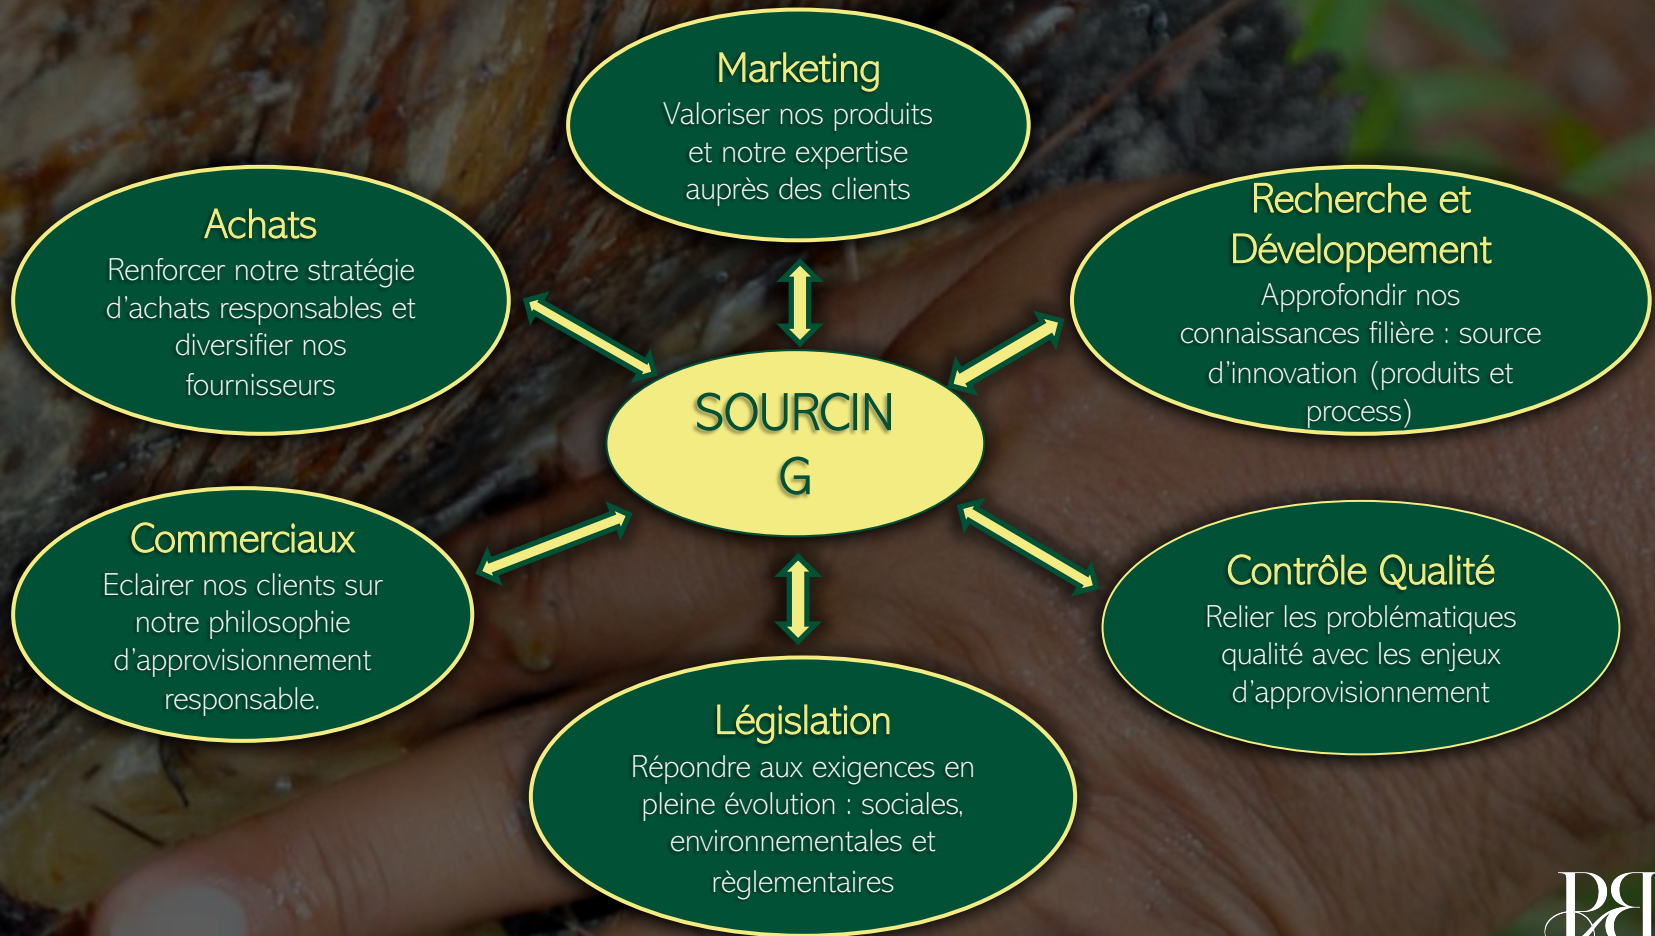 Marketing
Valoriser nos produits
et notre expertise
auprès des clients
Achats
Renforcer notre stratégie
d'achats responsables et
diversifier nos
fournisseurs
Recherche et
Développement
Approfondir nos
connaissances filière : source
d'innovation (produits et
process)
SOURCIN
G
Commerciaux
Eclairer nos clients sur
notre philosophie
d'approvisionnement
responsable.
Contrôle Qualité
Relier les problématiques
qualité avec les enjeux
d'approvisionnement
Législation
Répondre aux exigences en
pleine évolution : sociales,
environnementales et
règlementaires